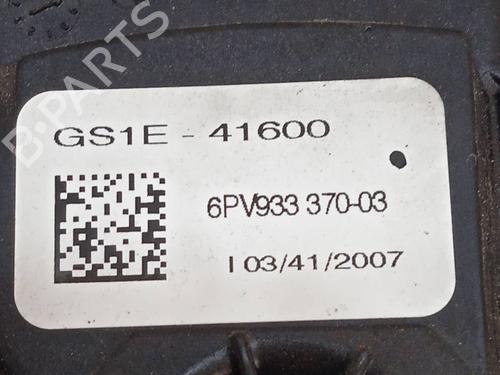 B-PARTS
GS1E - 41600
6PV933 370-03
I 03/41/2007